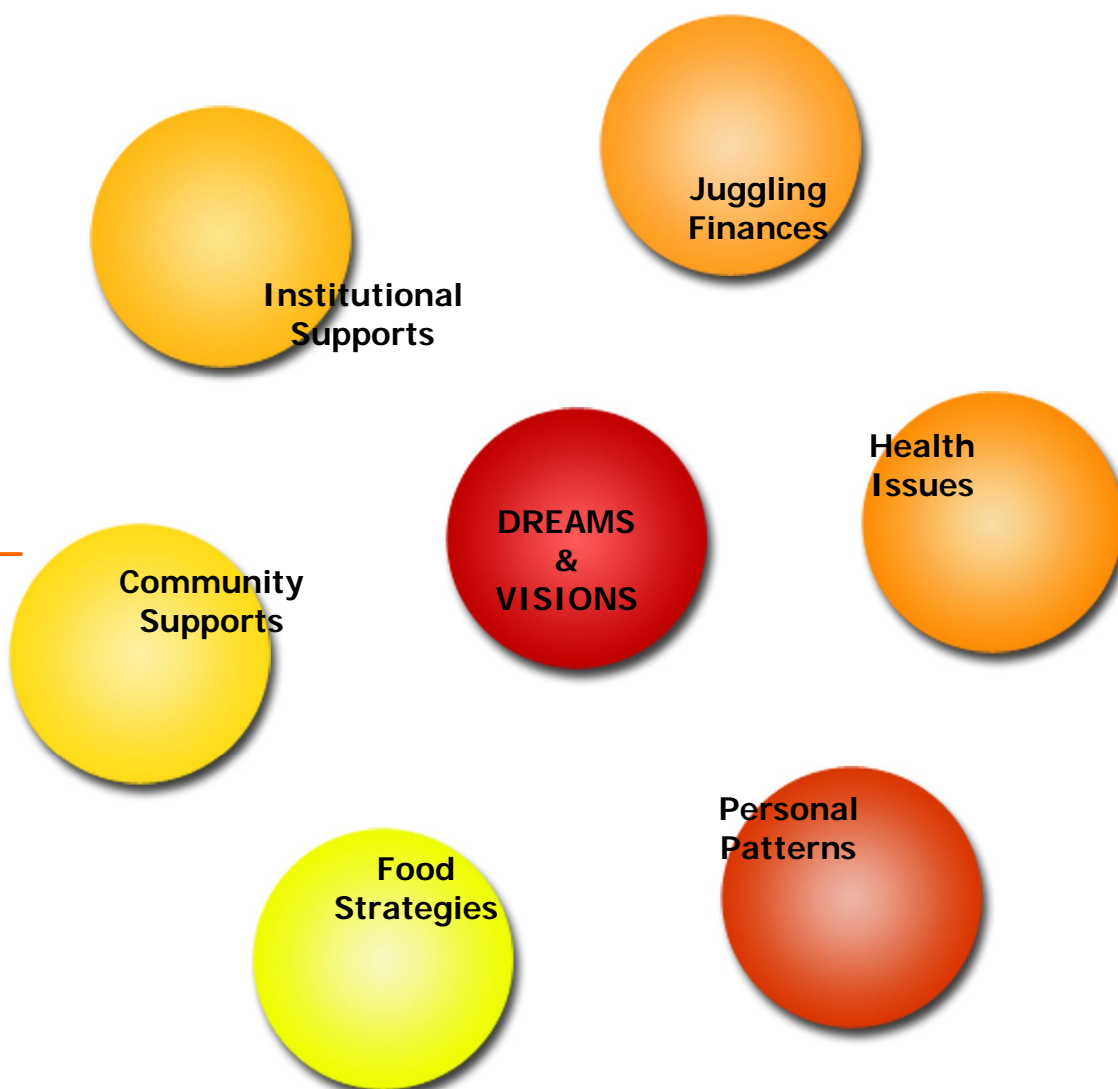 Juggling
Finances
Institutional
Supports
Health
Issues
DREAMS
&
VISIONS
Community
Supports
Personal
Patterns
Food
Strategies